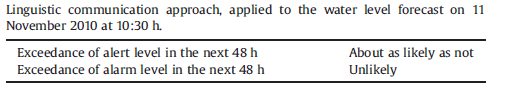 Linguistic communication approach, applied to the water level forecast on 11
November 2010 at 10:30 h.
Exceedance of alert level in the next 48 h About as likely as not
Exceedance of alarm level in the next 48 h Unlikely